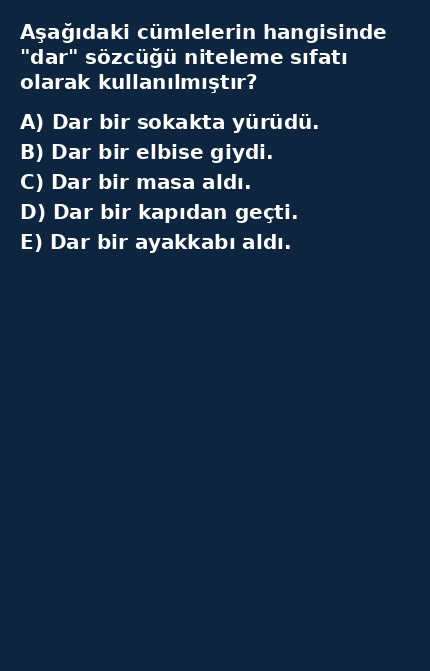 Aşağıdaki cümlelerin hangisinde
"dar" sözcüğü niteleme sıfatı
olarak kullanılmıştır?
A) Dar bir sokakta yürüdü.
B) Dar bir elbise giydi.
C) Dar bir masa aldı.
D) Dar bir kapıdan geçti.
E) Dar bir ayakkabı aldı.